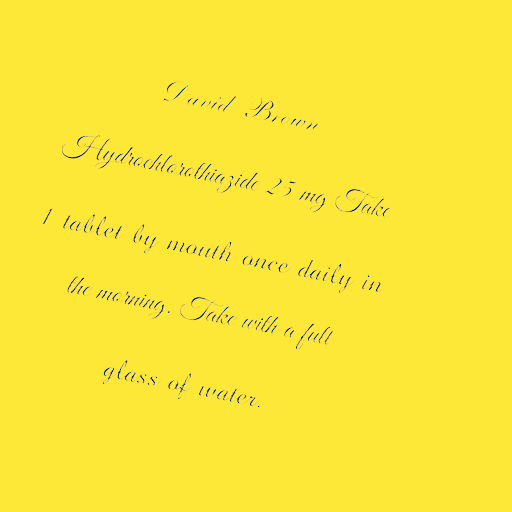 David Brown
Hydrochlorothiazide 25 mg Take
1 tablet by mouth once daily in
the morning. Take with a full
glass of water.